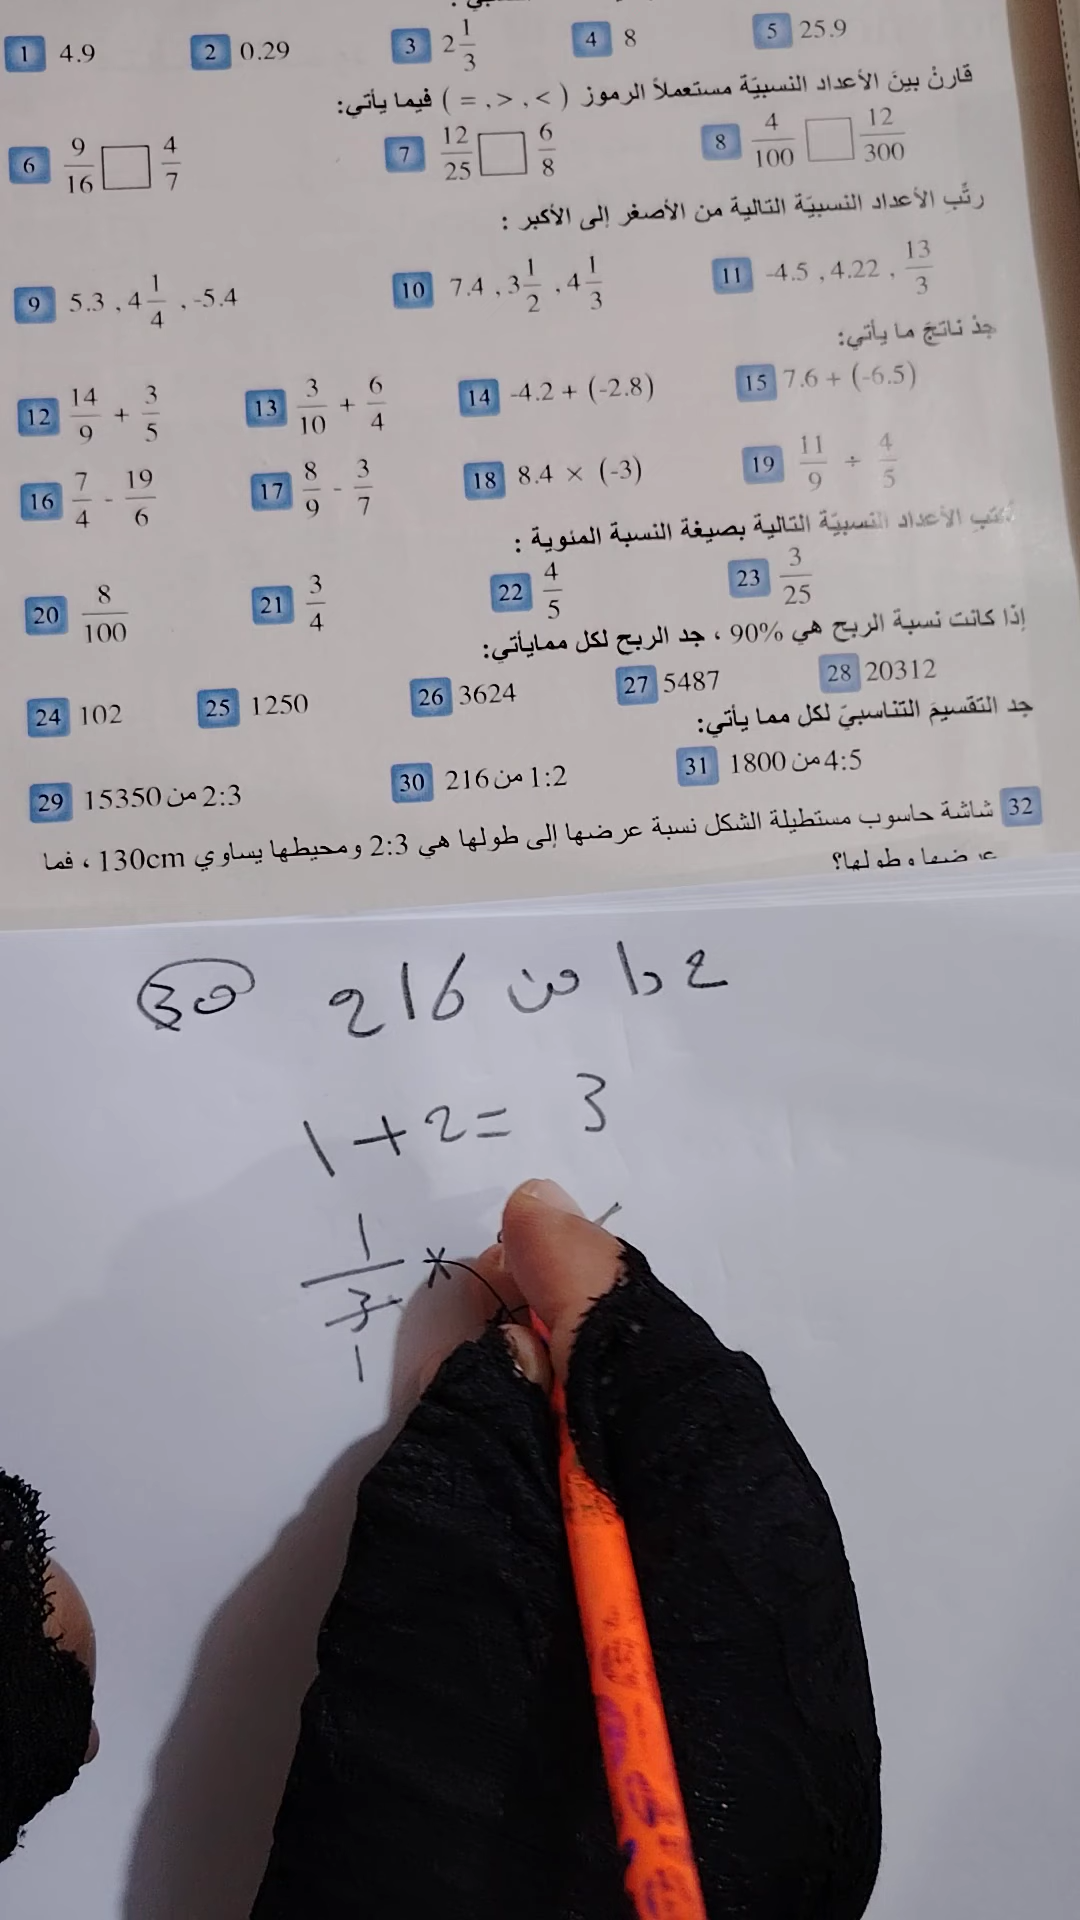 1 4.9 2 0.29 3 2 1/3 4 8 5 25.9
قارنْ بينَ الأعداد النسبيّة مستعملاً الرموز ( > ، < ، = ) فيما يأتي:
6 9/16 □ 4/7 7 12/25 □ 6/8 8 4/100 □ 12/300
رتِّب الأعداد النسبيّة التالية من الأصغر إلى الأكبر :
9 5.3 , 4 1/4 , -5.4 10 7.4 , 3 1/2 , 4 1/3 11 -4.5 , 4.22 , 13/3
جدْ ناتجَ ما يأتي:
12 14/9 + 3/5 13 3/10 + 6/4 14 -4.2 + (-2.8) 15 7.6 + (-6.5)
16 7/4 - 19/6 17 8/9 - 3/7 18 8.4 × (-3) 19 11/9 ÷ 4/5
أكتبِ الأعداد النسبيّة التالية بصيغة النسبة المئوية :
20 8/100 21 3/4 22 4/5 23 3/25
إذا كانت نسبة الربح هي 90% ، جد الربح لكل ممايأتي:
24 102 25 1250 26 3624 27 5487 28 20312
جد التقسيمَ التناسبيّ لكل مما يأتي:
29 15350 من 2:3 30 216 من 1:2 31 1800 من 4:5
32 شاشة حاسوب مستطيلة الشكل نسبة عرضها إلى طولها هي 2:3 ومحيطها يساوي 130cm ، فما
عرضها وطولها؟
30 216 من 1:2
1+2= 3
1/3 *
1